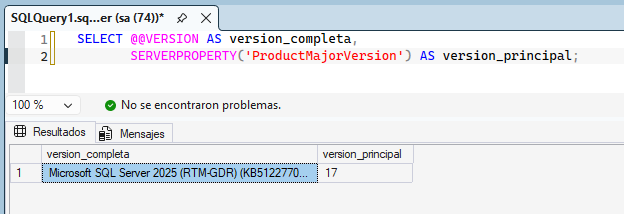 SQLQuery1.sq...er (sa (74))*
1 SELECT @@VERSION AS version_completa,
2 SERVERPROPERTY('ProductMajorVersion') AS version_principal;
100 % No se encontraron problemas.
Resultados Mensajes
version_completa version_principal
1 Microsoft SQL Server 2025 (RTM-GDR) (KB5122770... 17